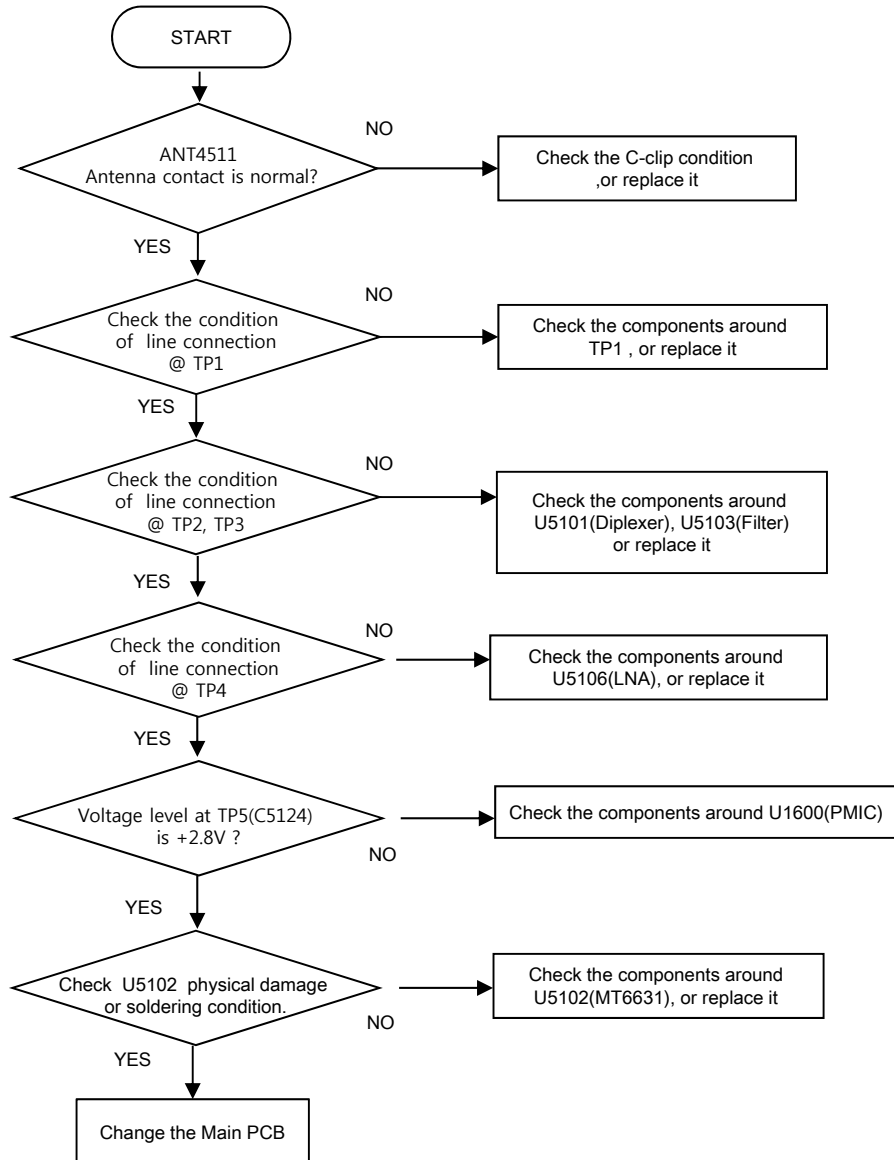 START
NO
ANT4511
Antenna contact is normal?
Check the C-clip condition
,or replace it
YES
NO
Check the condition
of line connection
@ TP1
Check the components around
TP1 , or replace it
YES
NO
Check the condition
of line connection
@ TP2, TP3
Check the components around
U5101(Diplexer), U5103(Filter)
or replace it
YES
NO
Check the condition
of line connection
@ TP4
Check the components around
U5106(LNA), or replace it
YES
Voltage level at TP5(C5124)
is +2.8V ?
Check the components around U1600(PMIC)
NO
YES
Check U5102 physical damage
or soldering condition.
Check the components around
U5102(MT6631), or replace it
NO
YES
Change the Main PCB